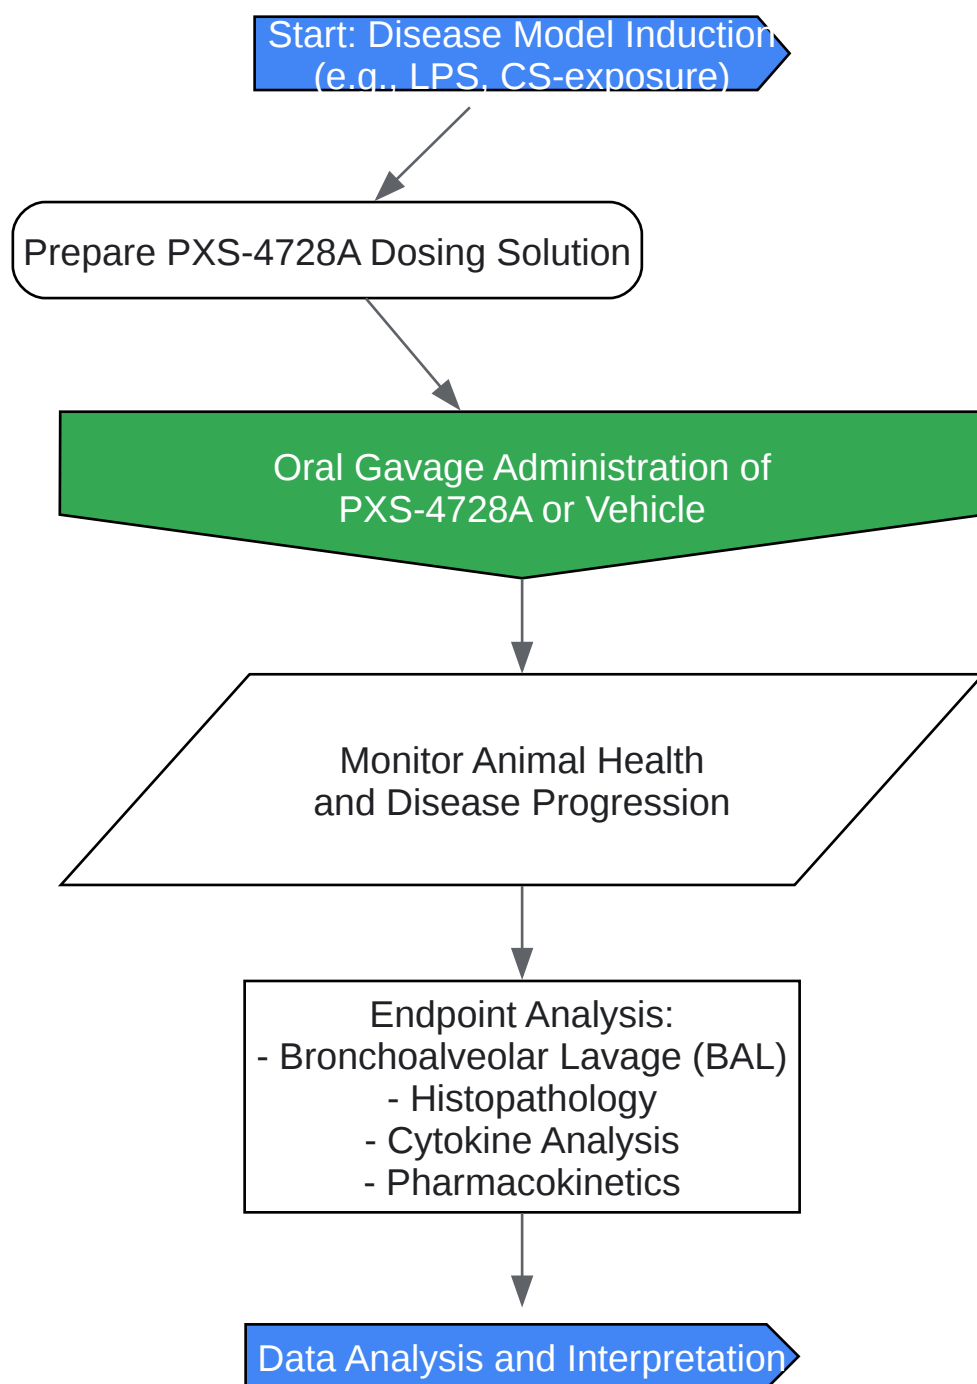 Start: Disease Model Induction
(e.g., LPS, CS-exposure)
Prepare PXS-4728A Dosing Solution
Oral Gavage Administration of
PXS-4728A or Vehicle
Monitor Animal Health
and Disease Progression
Endpoint Analysis:
- Bronchoalveolar Lavage (BAL)
- Histopathology
- Cytokine Analysis
- Pharmacokinetics
Data Analysis and Interpretation